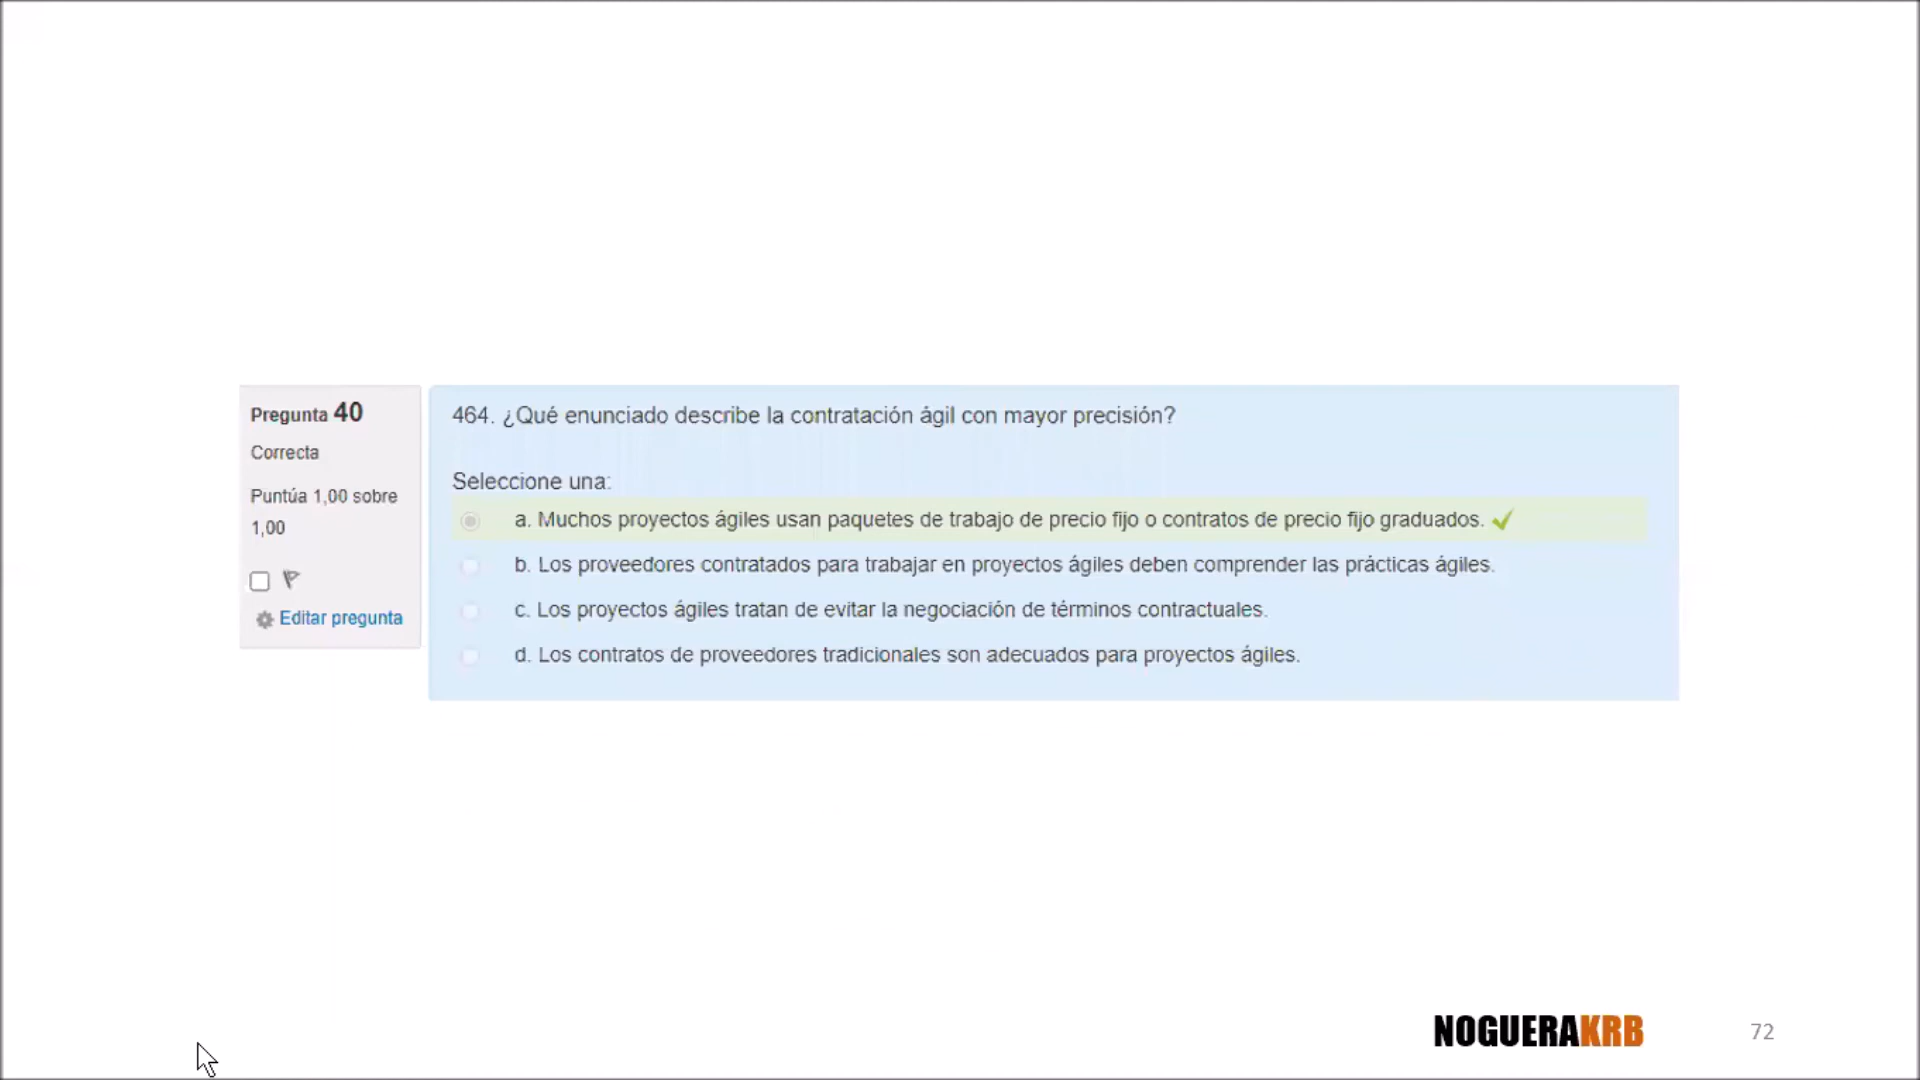 Pregunta 40
Correcta
Puntúa 1,00 sobre
1,00
Editar pregunta
464. ¿Qué enunciado describe la contratación ágil con mayor precisión?
Seleccione una:
a. Muchos proyectos ágiles usan paquetes de trabajo de precio fijo o contratos de precio fijo graduados.
b. Los proveedores contratados para trabajar en proyectos ágiles deben comprender las prácticas ágiles.
c. Los proyectos ágiles tratan de evitar la negociación de términos contractuales.
d. Los contratos de proveedores tradicionales son adecuados para proyectos ágiles.
NOGUERAKRB
72